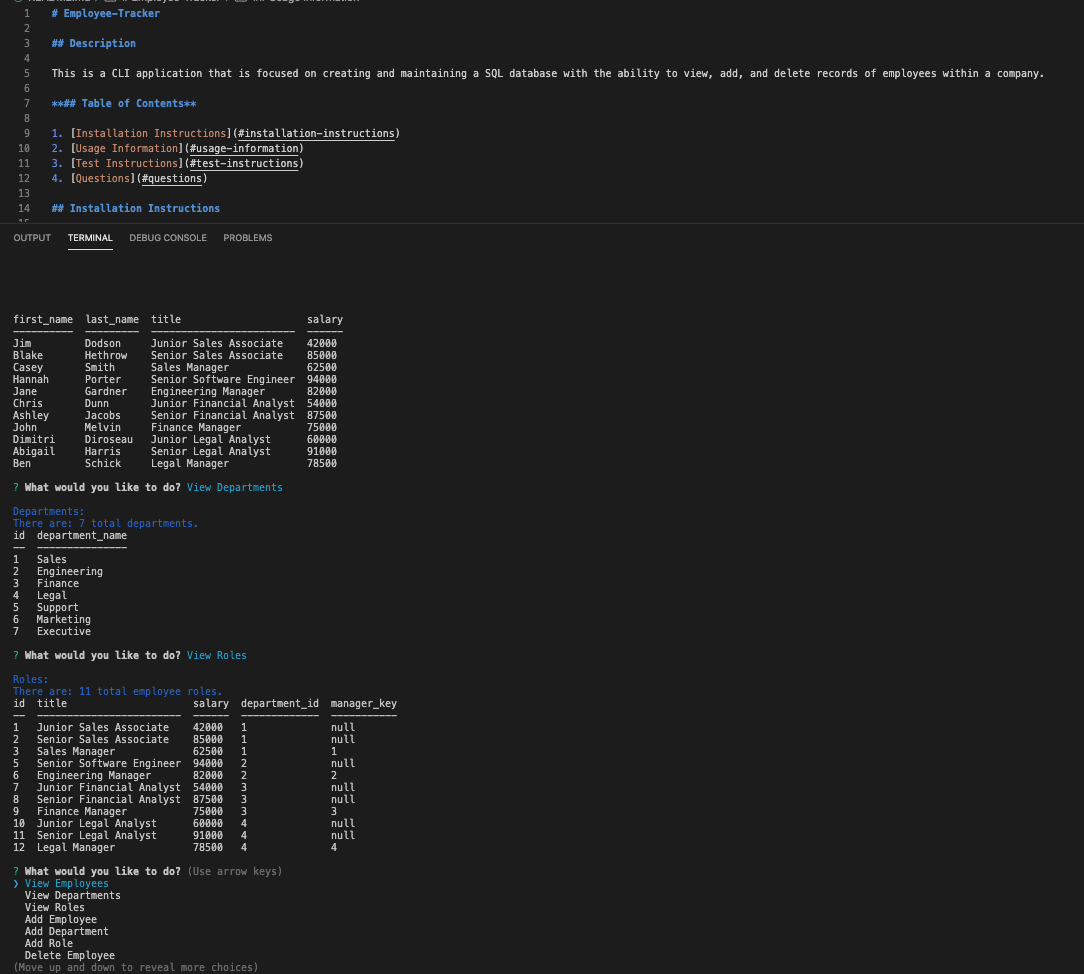 1 # Employee-Tracker
2
3 ## Description
4
5 This is a CLI application that is focused on creating and maintaining a SQL database with the ability to view, add, and delete records of employees within a company.
6
7 **## Table of Contents**
8
9 1. [Installation Instructions](#installation-instructions)
10 2. [Usage Information](#usage-information)
11 3. [Test Instructions](#test-instructions)
12 4. [Questions](#questions)
13
14 ## Installation Instructions
OUTPUT TERMINAL DEBUG CONSOLE PROBLEMS
first_name last_name title salary
---------- --------- ------------------------ ------
Jim Dodson Junior Sales Associate 42000
Blake Hethrow Senior Sales Associate 85000
Casey Smith Sales Manager 62500
Hannah Porter Senior Software Engineer 94000
Jane Gardner Engineering Manager 82000
Chris Dunn Junior Financial Analyst 54000
Ashley Jacobs Senior Financial Analyst 87500
John Melvin Finance Manager 75000
Dimitri Diroseau Junior Legal Analyst 60000
Abigail Harris Senior Legal Analyst 91000
Ben Schick Legal Manager 78500
? What would you like to do? View Departments
Departments:
There are: 7 total departments.
id department_name
-- ---------------
1 Sales
2 Engineering
3 Finance
4 Legal
5 Support
6 Marketing
7 Executive
? What would you like to do? View Roles
Roles:
There are: 11 total employee roles.
id title salary department_id manager_key
-- ------------------------ ------ ------------- -----------
1 Junior Sales Associate 42000 1 null
2 Senior Sales Associate 85000 1 null
3 Sales Manager 62500 1 1
5 Senior Software Engineer 94000 2 null
6 Engineering Manager 82000 2 2
7 Junior Financial Analyst 54000 3 null
8 Senior Financial Analyst 87500 3 null
9 Finance Manager 75000 3 3
10 Junior Legal Analyst 60000 4 null
11 Senior Legal Analyst 91000 4 null
12 Legal Manager 78500 4 4
? What would you like to do? (Use arrow keys)
❯ View Employees
View Departments
View Roles
Add Employee
Add Department
Add Role
Delete Employee
(Move up and down to reveal more choices)